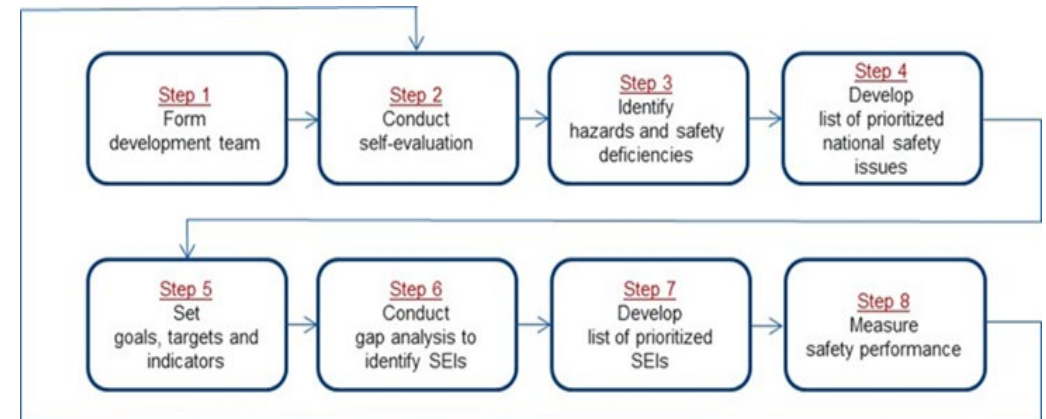 Step 1
Form
development team
Step 2
Conduct
self-evaluation
Step 3
Identify
hazards and safety
deficiencies
Step 4
Develop
list of prioritized
national safety
issues
Step 5
Set
goals, targets and
indicators
Step 6
Conduct
gap analysis to
identify SEIs
Step 7
Develop
list of prioritized
SEIs
Step 8
Measure
safety performance